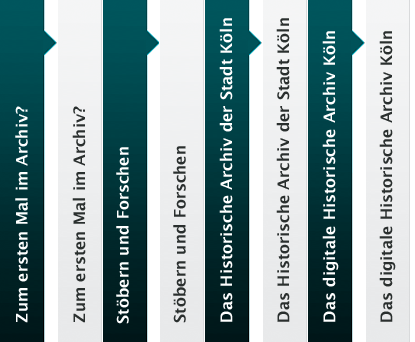 Zum ersten Mal im Archiv?
Zum ersten Mal im Archiv?
Stöbern und Forschen
Stöbern und Forschen
Das Historische Archiv der Stadt Köln
Das Historische Archiv der Stadt Köln
Das digitale Historische Archiv Köln
Das digitale Historische Archiv Köln